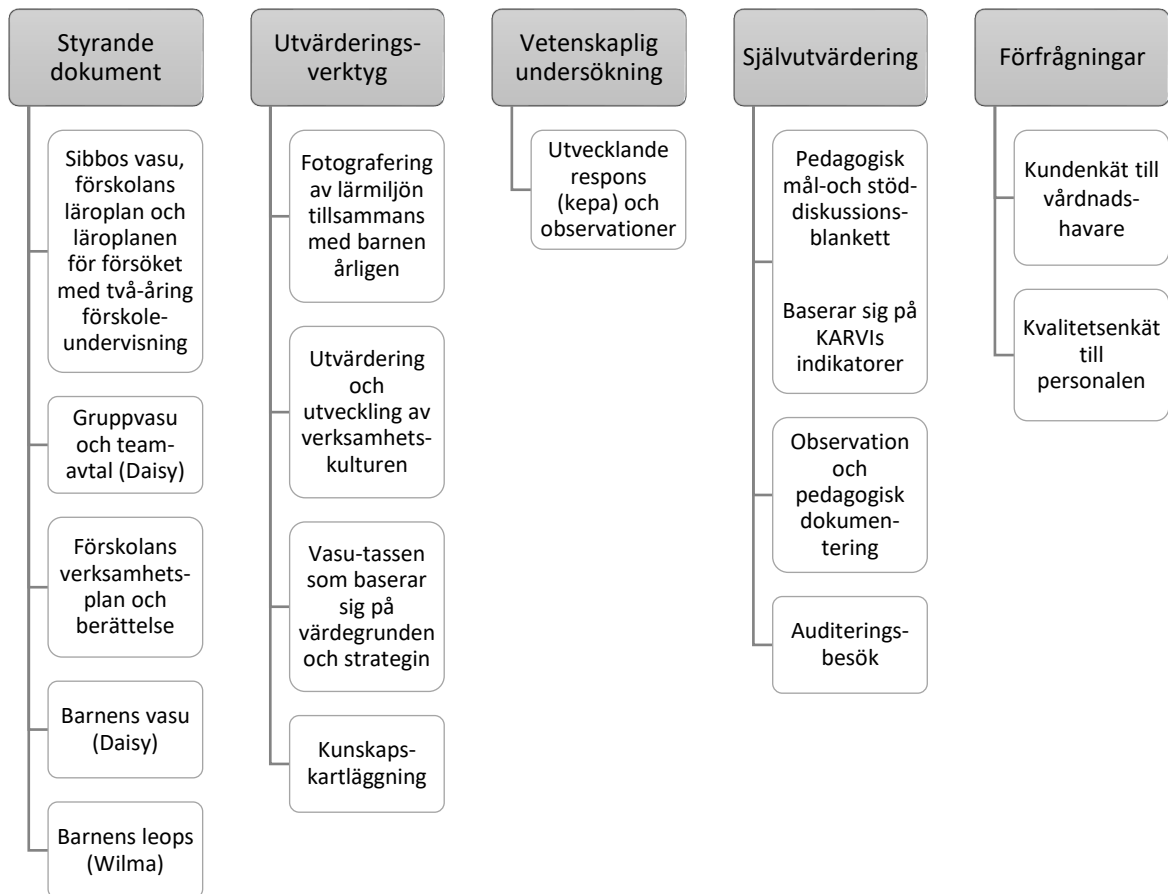 Styrande
dokument
Sibbos vasu,
förskolans
läroplan och
läroplanen
för försöket
med två-åring
förskole-
undervisning
Gruppvasu
och team-
avtal (Daisy)
Förskolans
verksamhets-
plan och
berättelse
Barnens vasu
(Daisy)
Barnens leops
(Wilma)
Utvärderings-
verktyg
Fotografering
av lärmiljön
tillsammans
med barnen
årligen
Utvärdering
och
utveckling av
verksamhets-
kulturen
Vasu-tassen
som baserar
sig på
värdegrunden
och strategin
Kunskaps-
kartläggning
Vetenskaplig
undersökning
Utvecklande
respons
(kepa) och
observationer
Självutvärdering
Pedagogisk
mål-och stöd-
diskussions-
blankett
Baserar sig på
KARVIs
indikatorer
Observation
och
pedagogisk
dokumen-
tering
Auditerings-
besök
Förfrågningar
Kundenkät till
vårdnads-
havare
Kvalitetsenkät
till
personalen